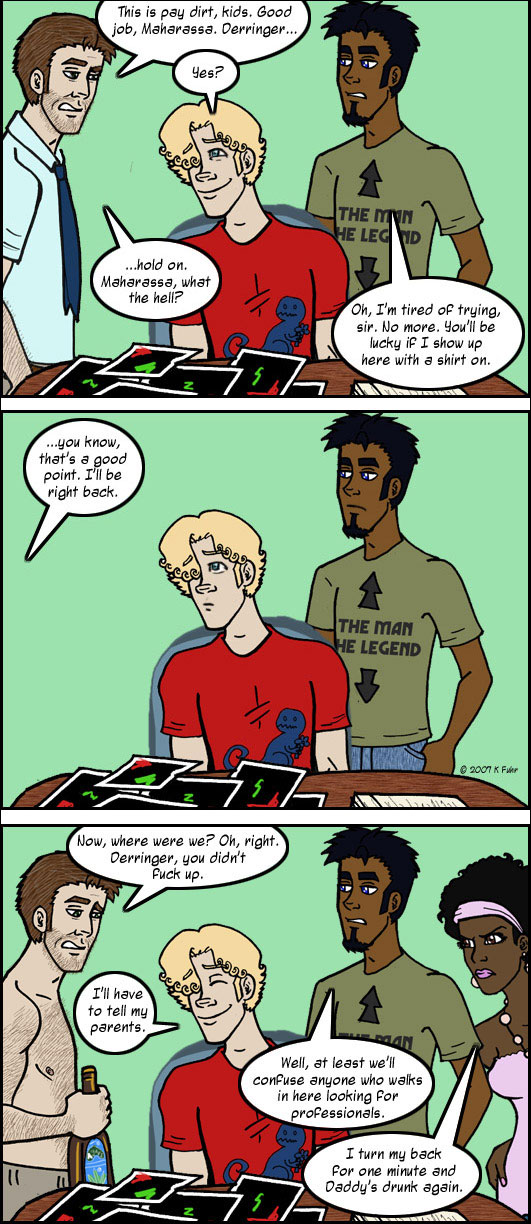 This is pay dirt, kids. Good
job, Maharassa. Derringer...
Yes?
...hold on.
Maharassa, what
the hell?
THE MAN
HE LEGEND
Oh, I'm tired of trying,
sir. No more. You'll be
lucky if I show up
here with a shirt on.
...you know,
that's a good
point. I'll be
right back.
THE MAN
HE LEGEND
© 2007 K Fuhr
Now, where were we? Oh, right.
Derringer, you didn't
fuck up.
I'll have
to tell my
parents.
THE MAN
Well, at least we'll
confuse anyone who walks
in here looking for
professionals.
I turn my back
for one minute and
Daddy's drunk again.